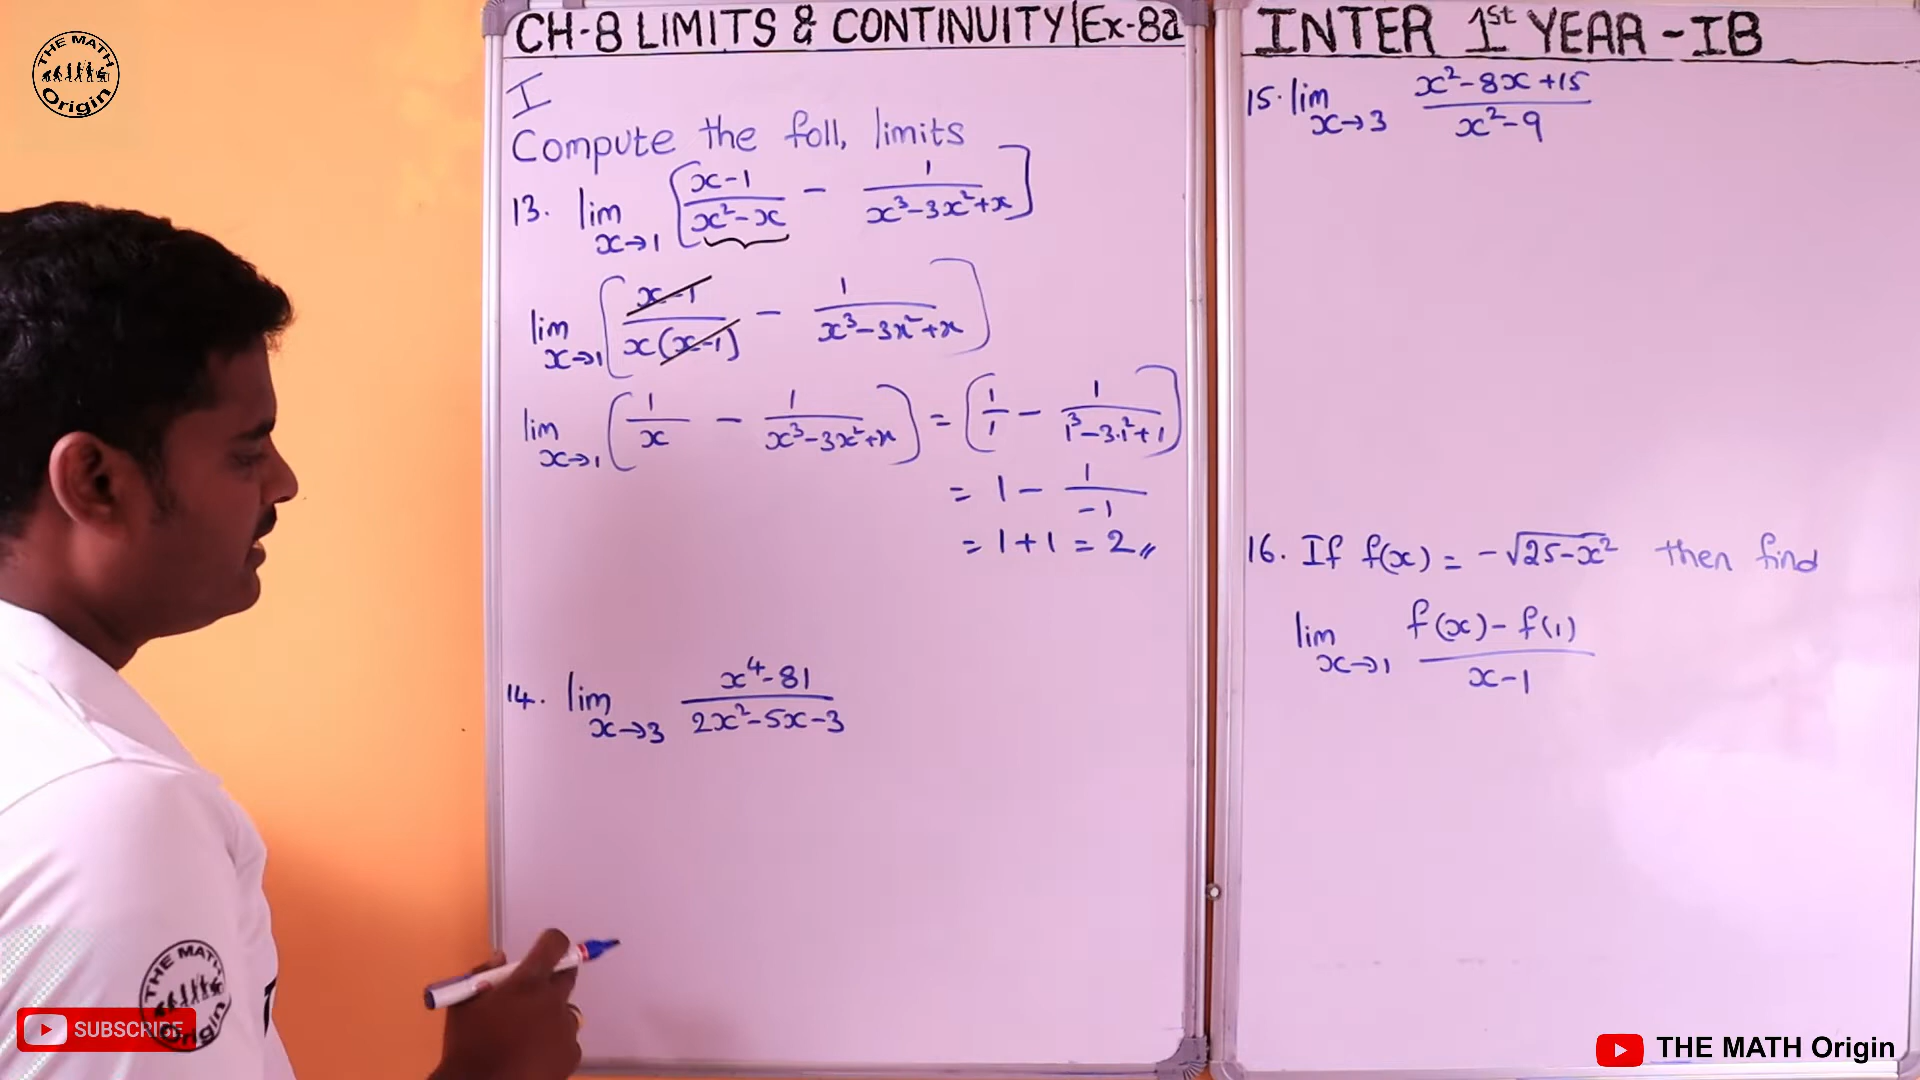 THE MATH
Origin
CH-8 LIMITS & CONTINUITY|Ex-8a
I
Compute the foll, limits
13. lim x→1 [(x-1)/(x²-x) - 1/(x³-3x²+x)]
lim x→1 [(x-1)/(x(x-1)) - 1/(x³-3x²+x)]
lim x→1 [1/x - 1/(x³-3x²+x)] = [1/1 - 1/(1³-3.1²+1)]
= 1 - 1/-1
= 1+1 = 2,,
14. lim x→3 (x⁴-81)/(2x²-5x-3)
INTER 1st YEAR - IB
15. lim x→3 (x²-8x+15)/(x²-9)
16. If f(x) = -√(25-x²) then find
lim x→1 (f(x)-f(1))/(x-1)
THE MATH
Origin
SUBSCRIBE
THE MATH Origin